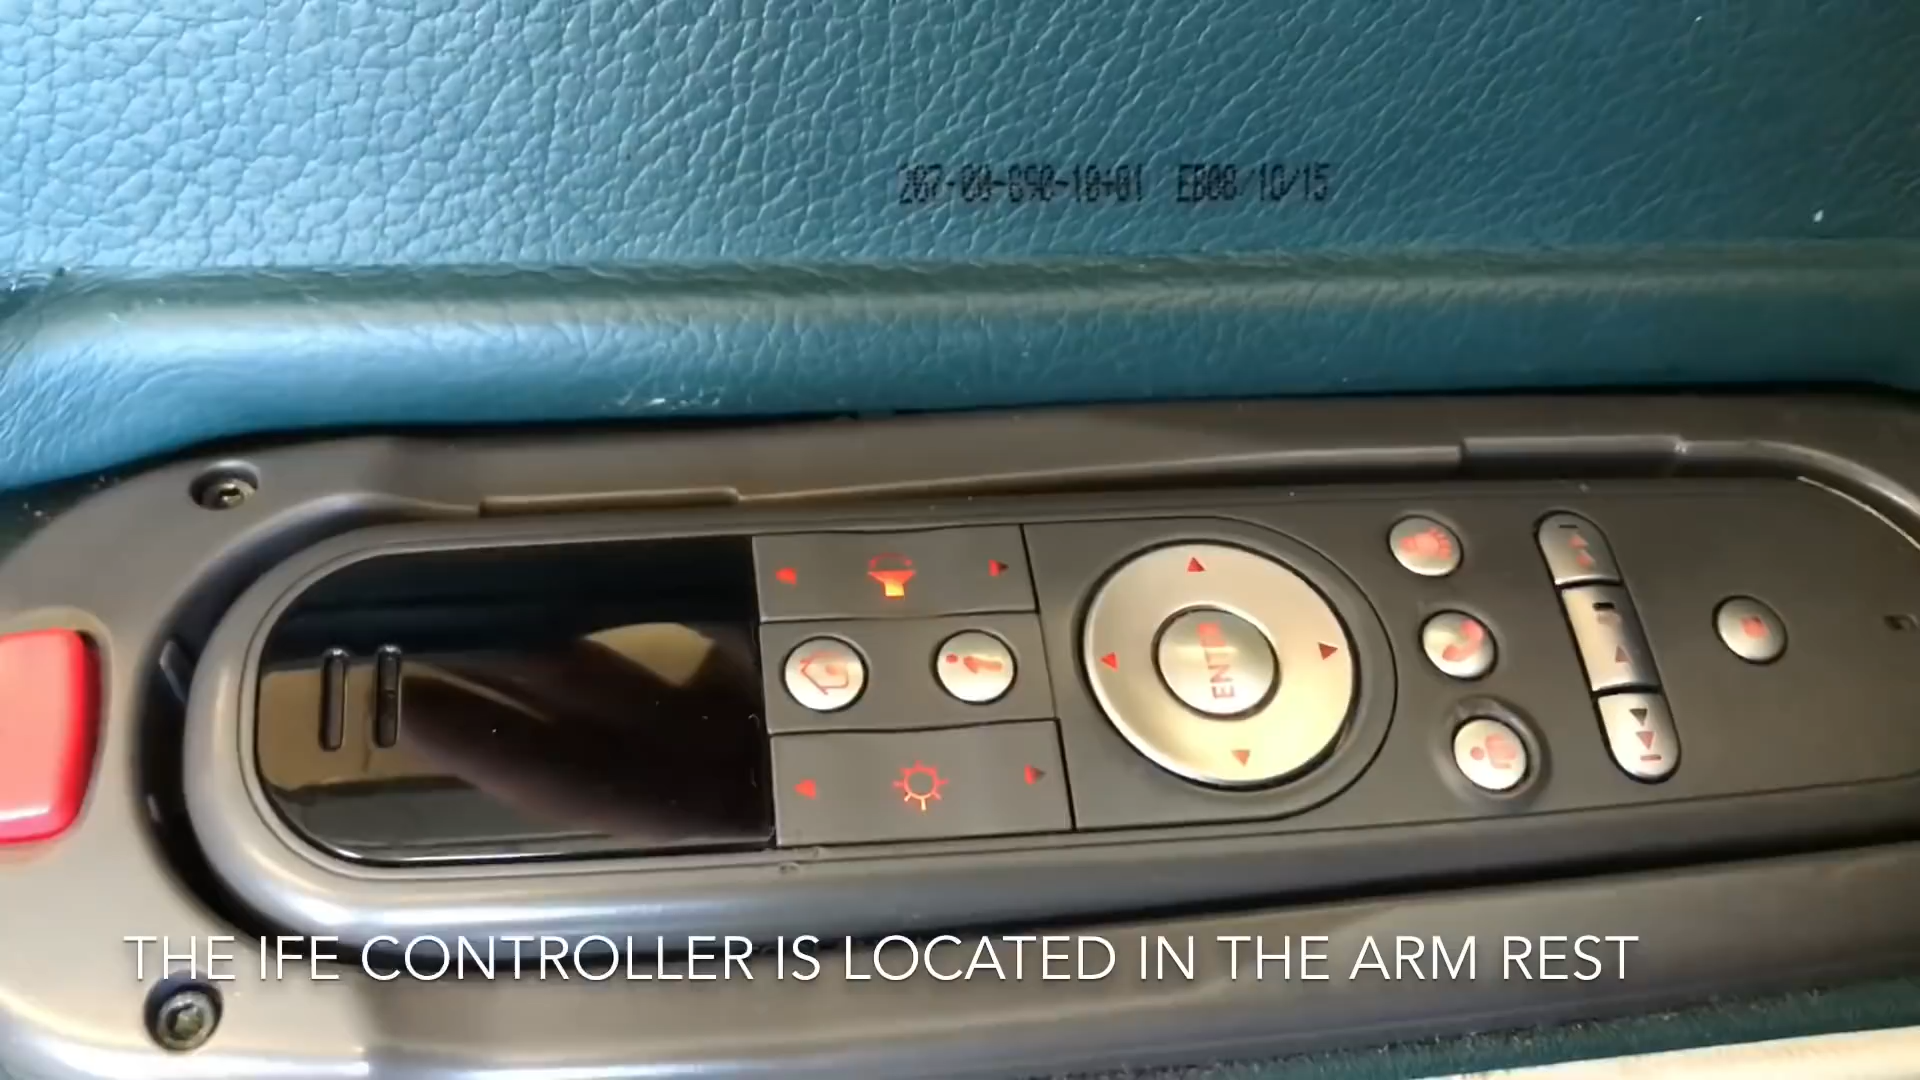 EB08/10/15
ENTER
THE IFE CONTROLLER IS LOCATED IN THE ARM REST